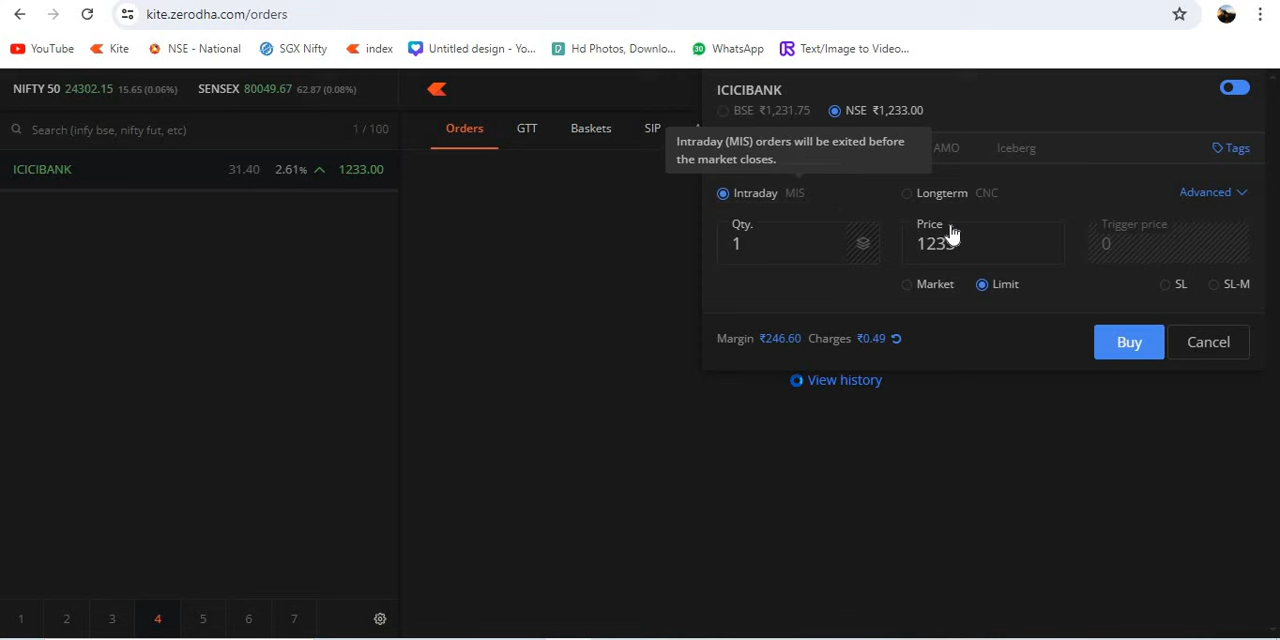 kite.zerodha.com/orders
YouTube Kite NSE - National SGX Nifty index Untitled design - Yo... Hd Photos, Downlo... 30 WhatsApp Text/Image to Video...
NIFTY 50 24302.15 15.65 (0.06%) SENSEX 80049.67 62.87 (0.08%)
Search (infy bse, nifty fut, etc) 1 / 100
ICICIBANK 31.40 2.61% 1233.00
Orders GTT Baskets SIP
ICICIBANK
BSE ₹1,231.75 NSE ₹1,233.00
Intraday (MIS) orders will be exited before
the market closes.
AMO Iceberg Tags
Intraday MIS Longterm CNC Advanced
Qty. Price Trigger price
1 1233 0
Market Limit SL SL-M
Margin ₹246.60 Charges ₹0.49 Buy Cancel
View history
1 2 3 4 5 6 7